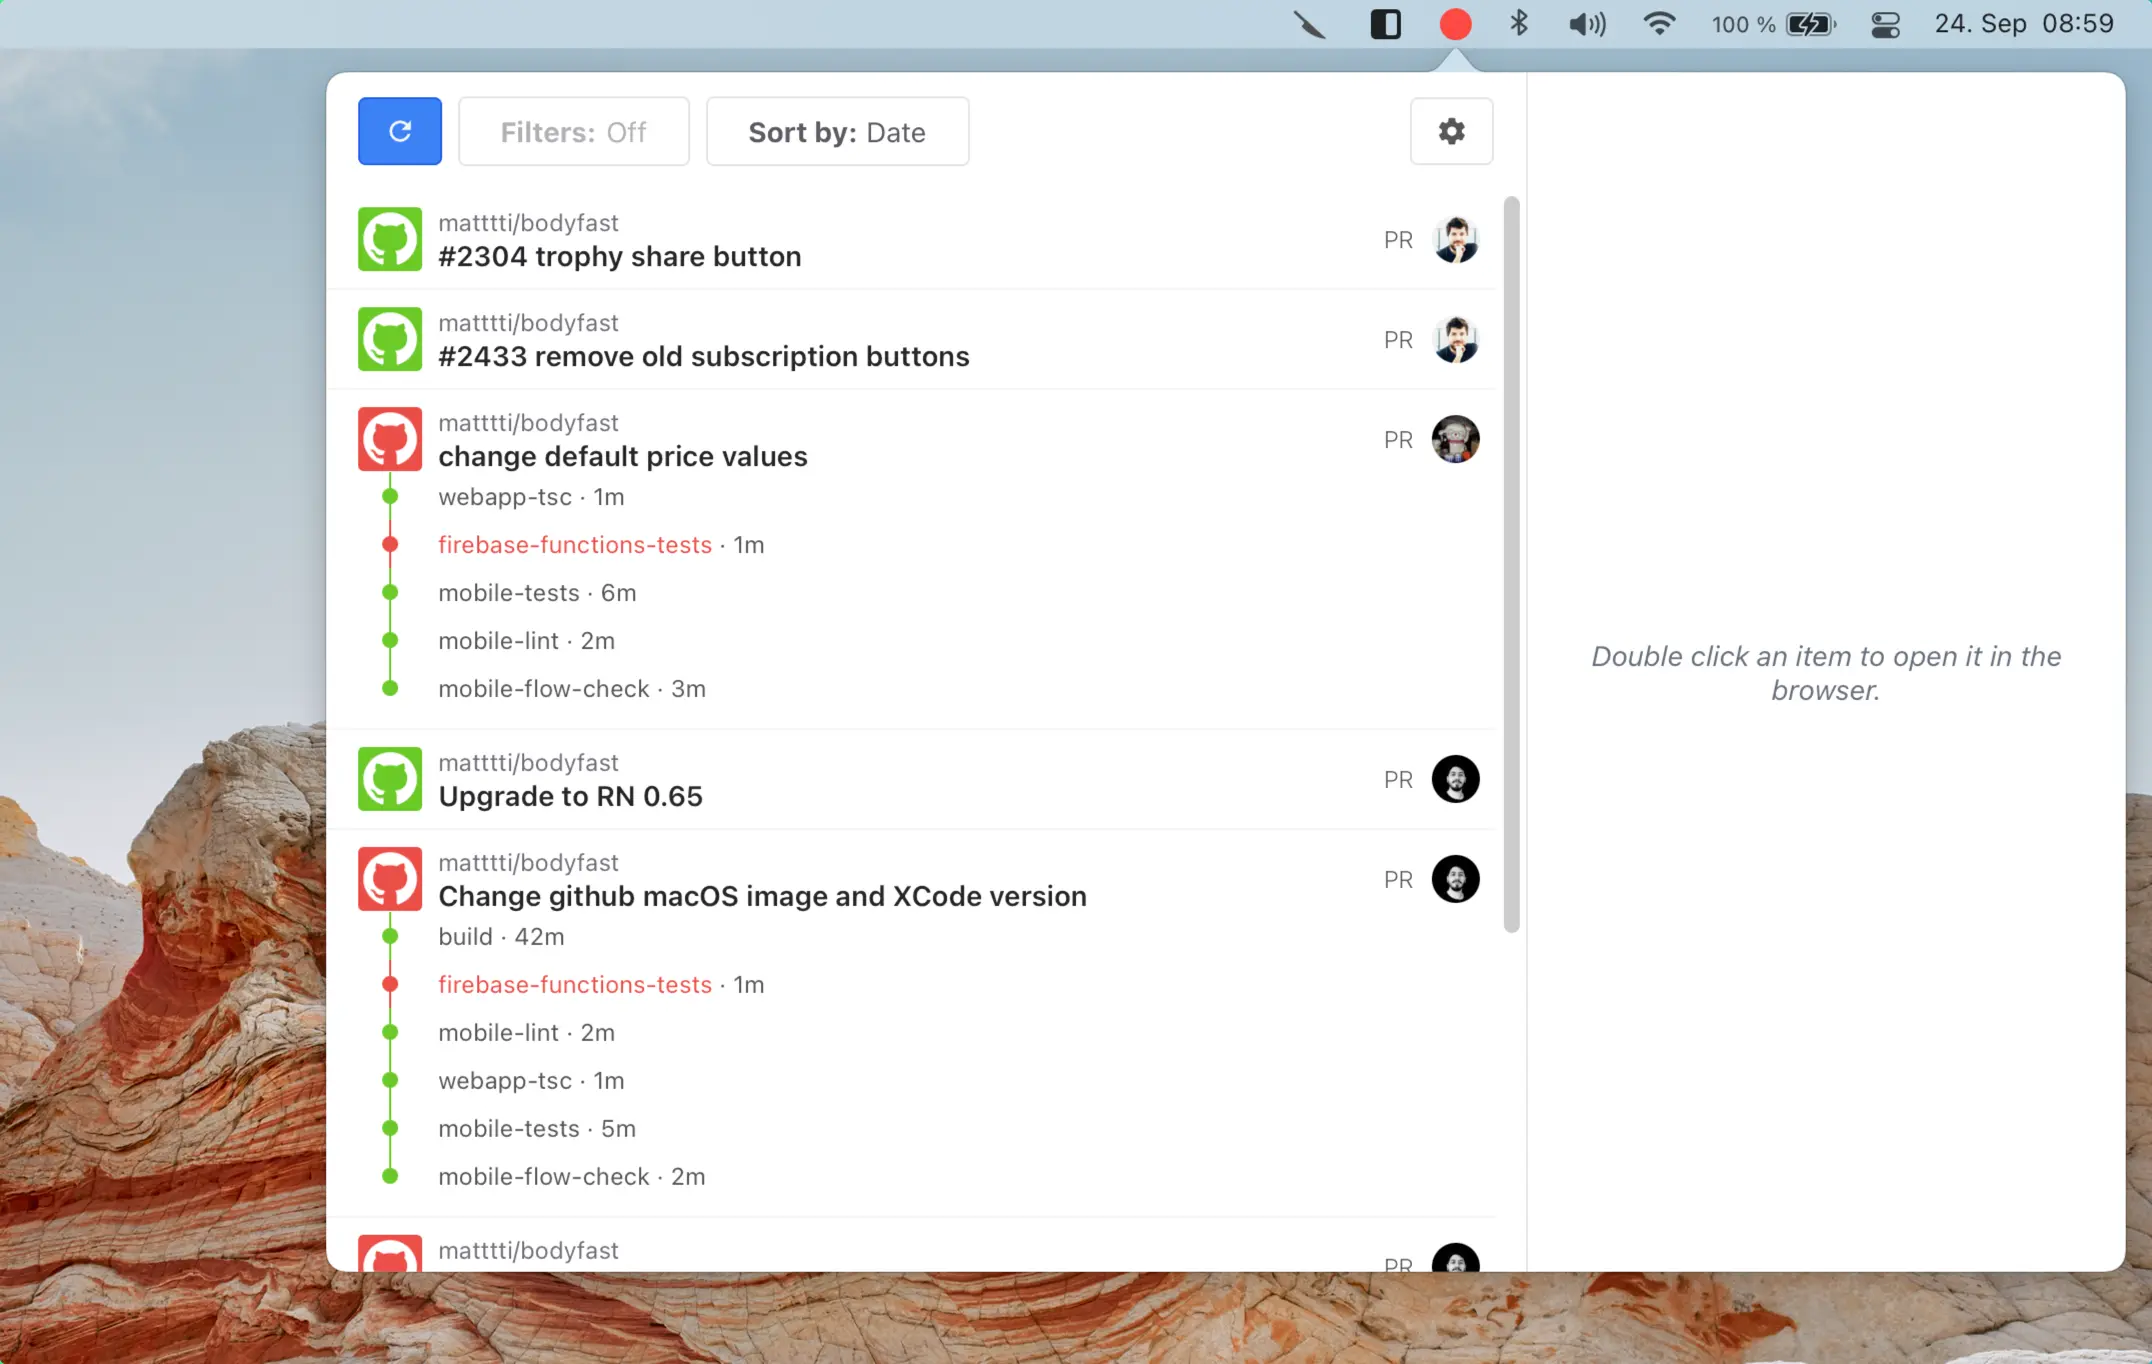 100 % 24. Sep 08:59
Filters: Off Sort by: Date
matttti/bodyfast
#2304 trophy share button
PR
matttti/bodyfast
#2433 remove old subscription buttons
PR
matttti/bodyfast
change default price values
PR
webapp-tsc · 1m
firebase-functions-tests · 1m
mobile-tests · 6m
mobile-lint · 2m
mobile-flow-check · 3m
matttti/bodyfast
Upgrade to RN 0.65
PR
matttti/bodyfast
Change github macOS image and XCode version
PR
build · 42m
firebase-functions-tests · 1m
mobile-lint · 2m
webapp-tsc · 1m
mobile-tests · 5m
mobile-flow-check · 2m
matttti/bodyfast
PR
Double click an item to open it in the
browser.